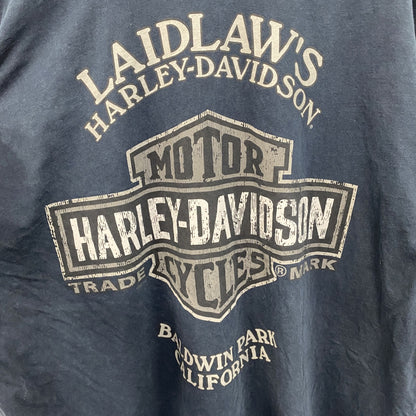 LAIDLAW'S
HARLEY-DAVIDSON®
MOTOR
HARLEY-DAVIDSON
CYCLES
TRADE ® MARK
BALDWIN PARK
CALIFORNIA